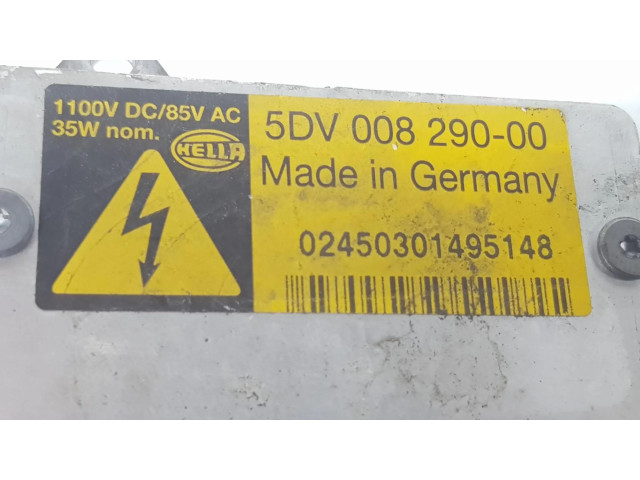 1100V DC/85V AC
35W nom.
HELLA
5DV 008 290-00
Made in Germany
02450301495148